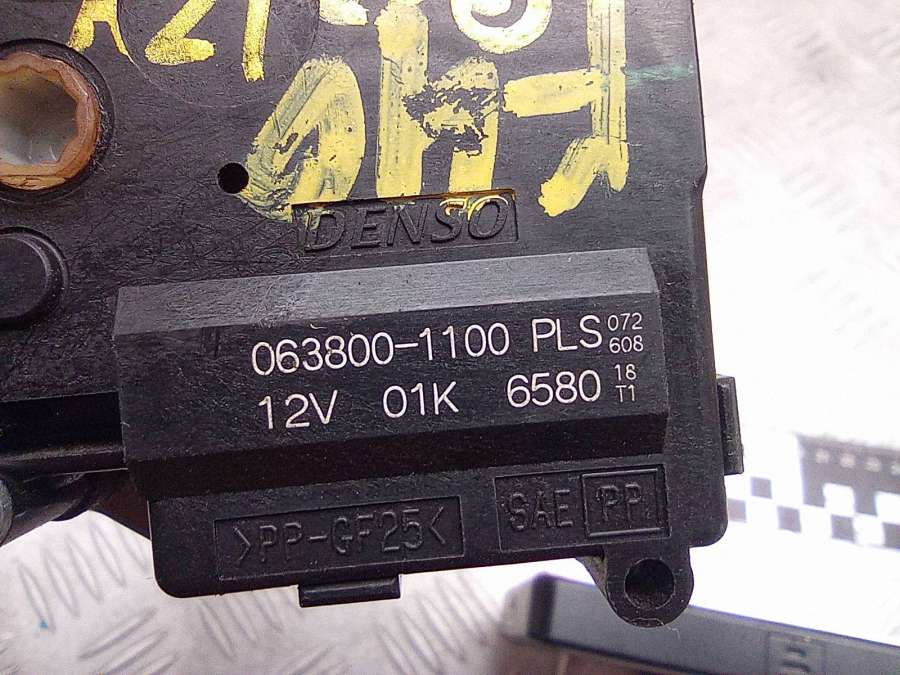 DENSO
063800-1100 PLS 072 608
12V 01K 6580 18 T1
>PP-GF25<
SAE PP